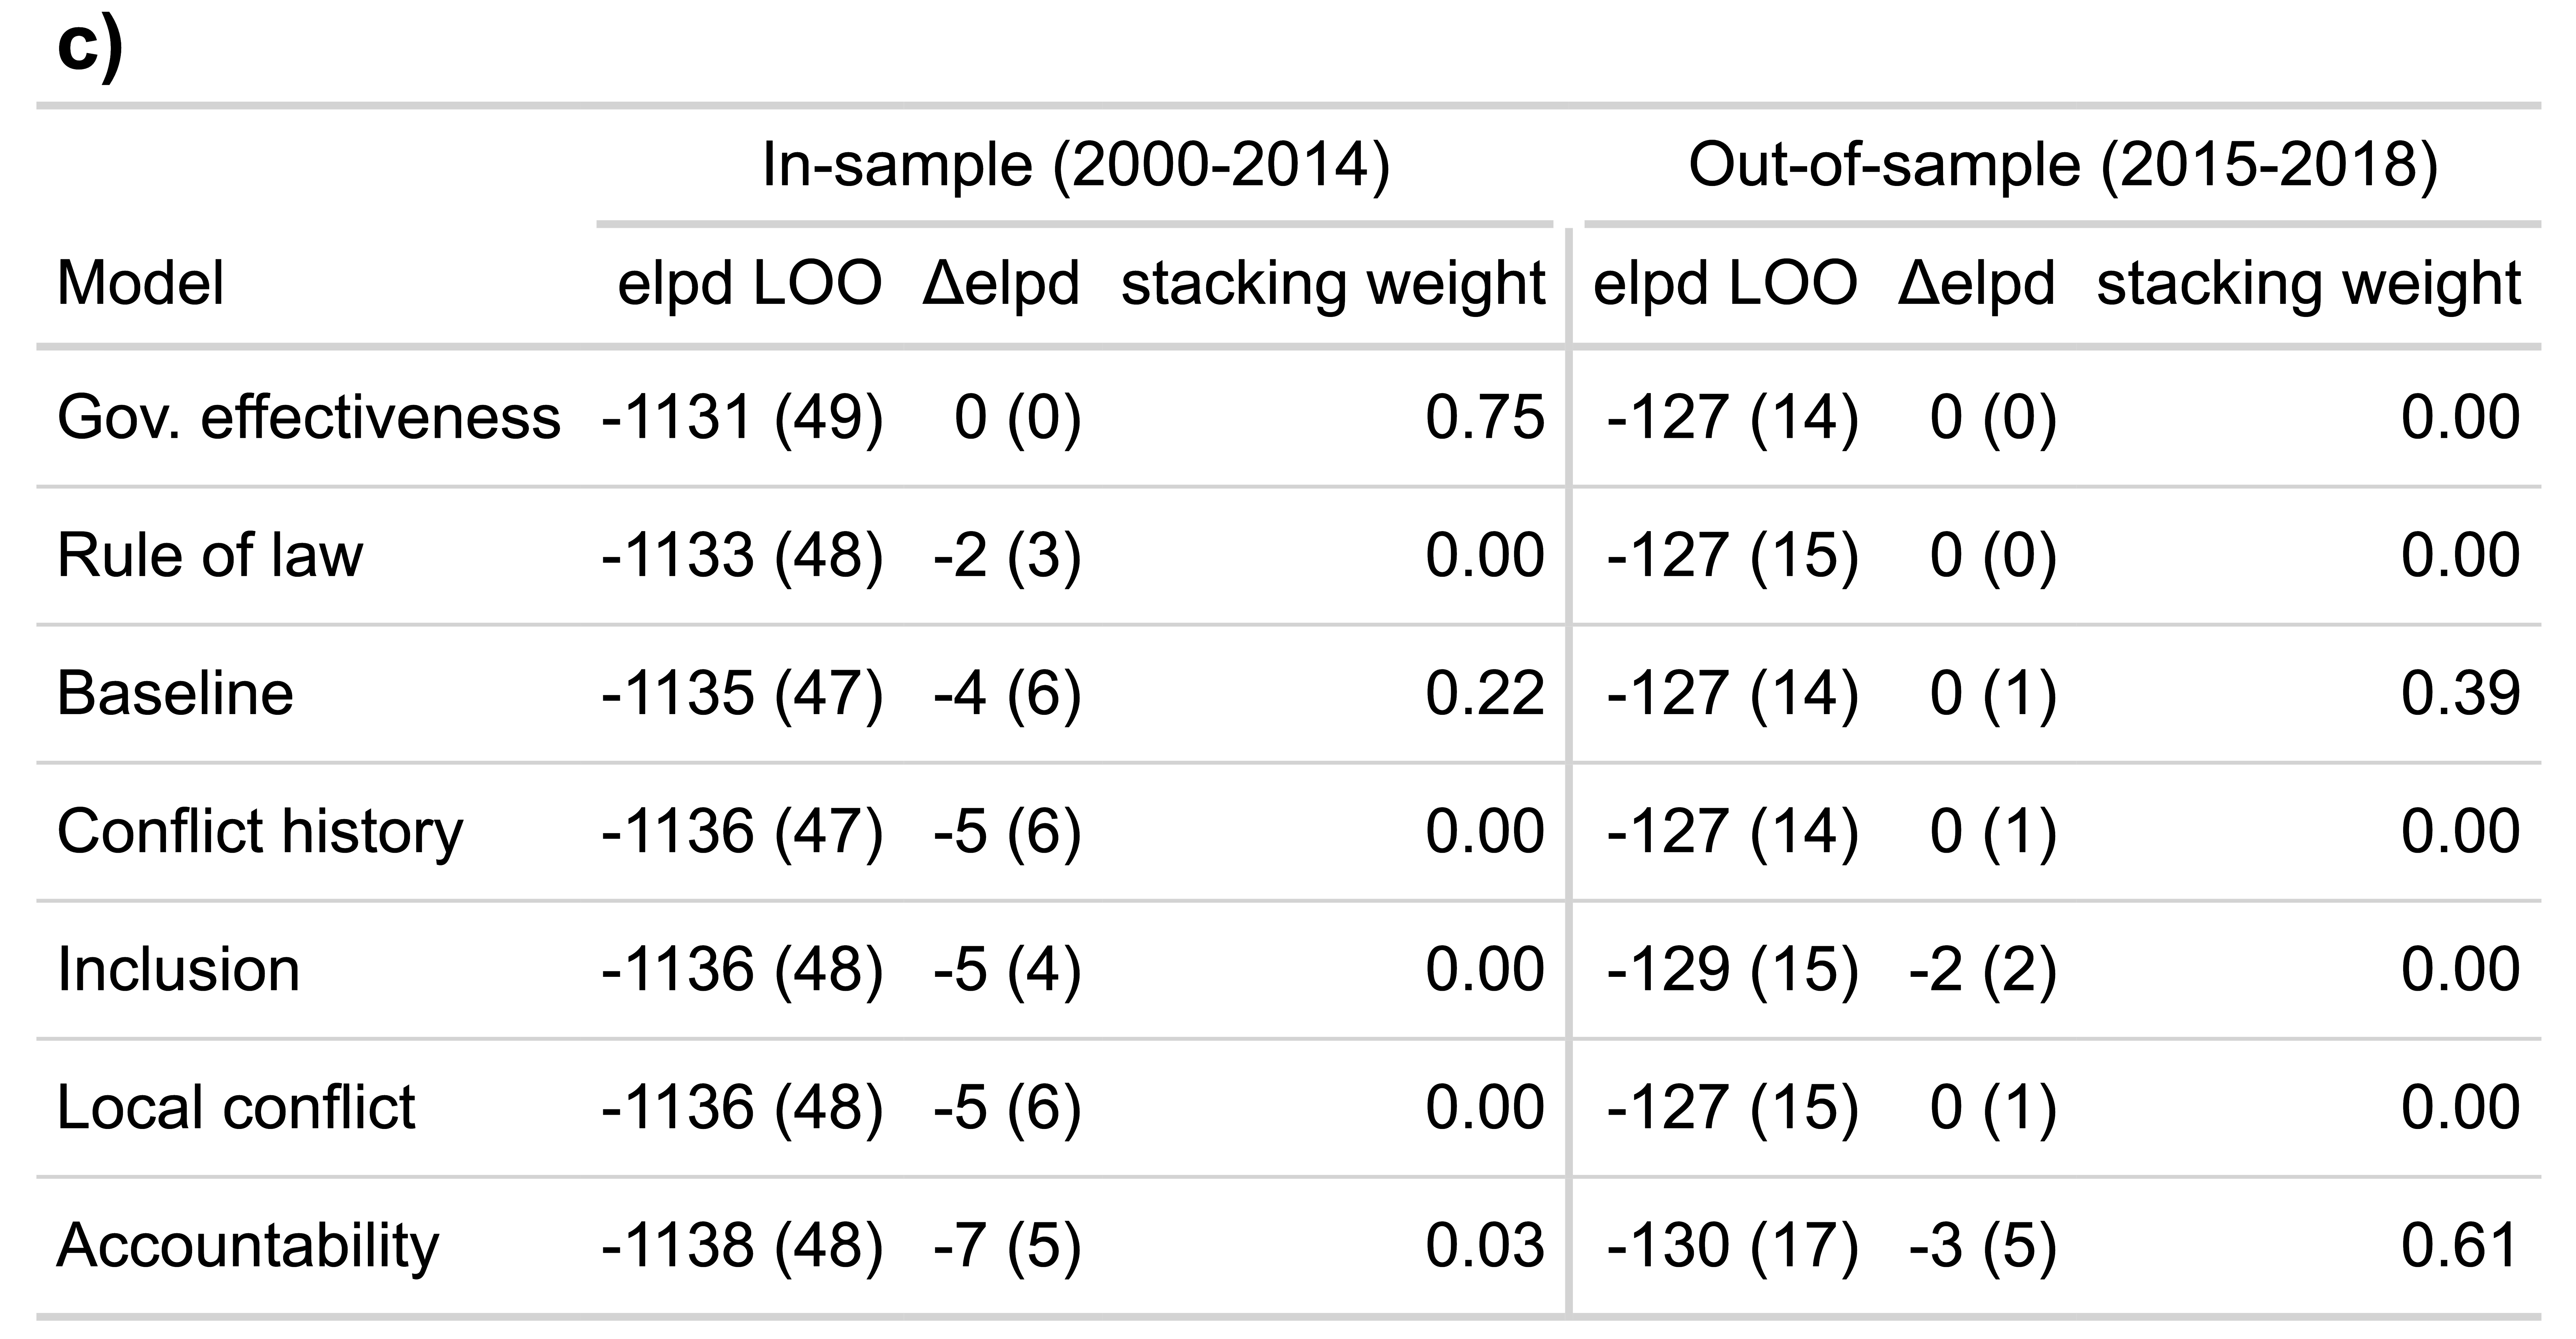 c)
In-sample (2000-2014) Out-of-sample (2015-2018)
Model elpd LOO Δelpd stacking weight elpd LOO Δelpd stacking weight
Gov. effectiveness -1131 (49) 0 (0) 0.75 -127 (14) 0 (0) 0.00
Rule of law -1133 (48) -2 (3) 0.00 -127 (15) 0 (0) 0.00
Baseline -1135 (47) -4 (6) 0.22 -127 (14) 0 (1) 0.39
Conflict history -1136 (47) -5 (6) 0.00 -127 (14) 0 (1) 0.00
Inclusion -1136 (48) -5 (4) 0.00 -129 (15) -2 (2) 0.00
Local conflict -1136 (48) -5 (6) 0.00 -127 (15) 0 (1) 0.00
Accountability -1138 (48) -7 (5) 0.03 -130 (17) -3 (5) 0.61